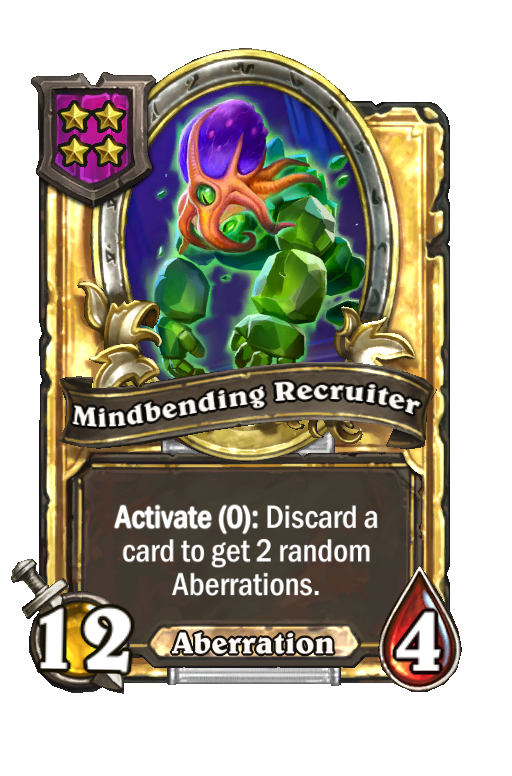 Mindbending Recruiter
Activate (0): Discard a
card to get 2 random
Aberrations.
12
Aberration
4